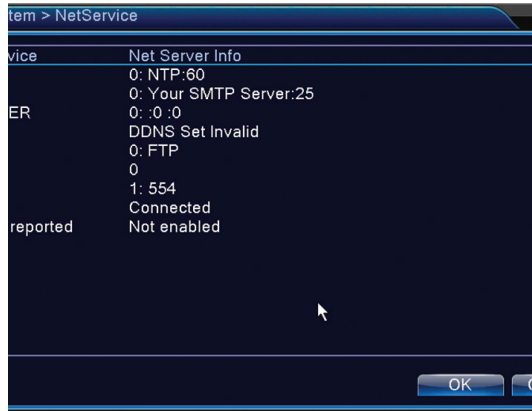 tem > NetService
vice Net Server Info
0: NTP:60
0: Your SMTP Server:25
ER 0: :0 :0
DDNS Set Invalid
0: FTP
0
1: 554
Connected
reported Not enabled
OK